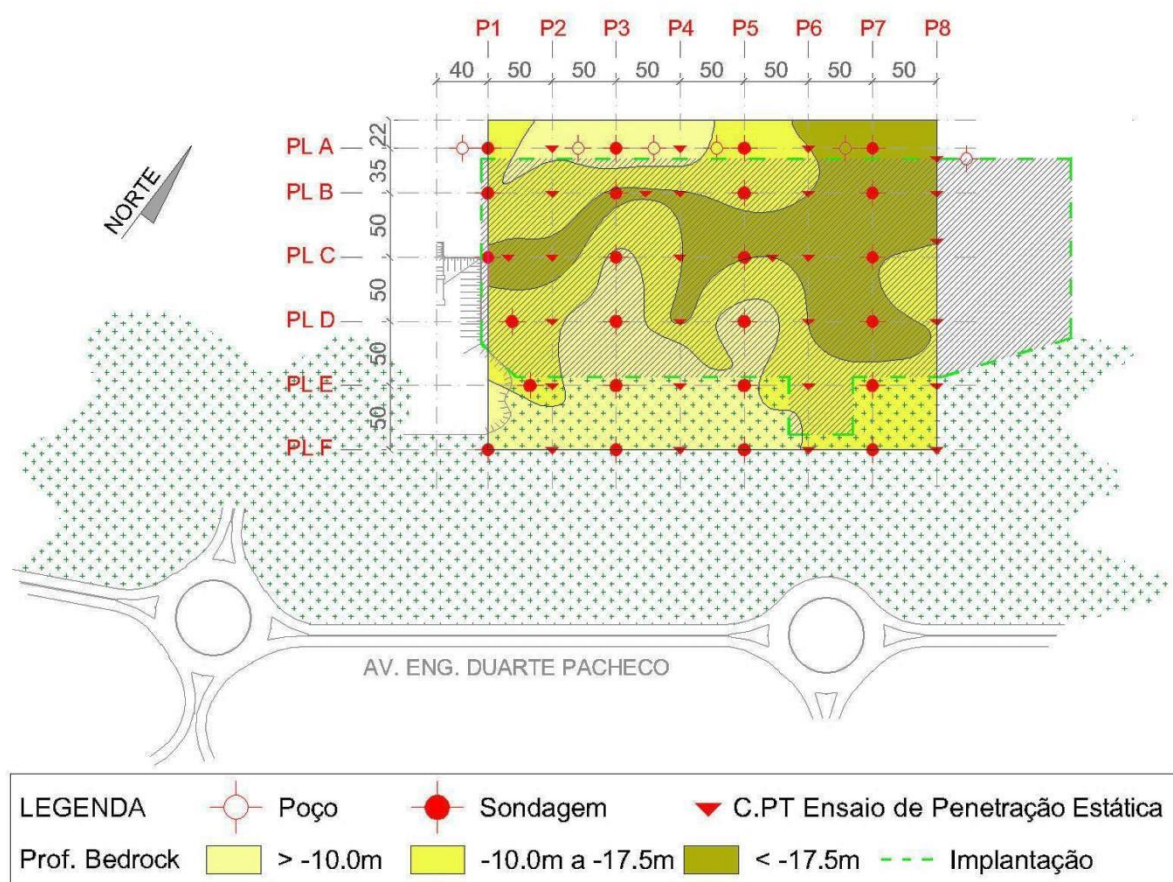 P1 P2 P3 P4 P5 P6 P7 P8
40 50 50 50 50 50 50 50
22
PL A
35
NORTE
PL B
50
PL C
50
PL D
50
PL E
50
PL F
AV. ENG. DUARTE PACHECO
LEGENDA Poço Sondagem C.PT Ensaio de Penetração Estática
Prof. Bedrock > -10.0m -10.0m a -17.5m < -17.5m Implantação